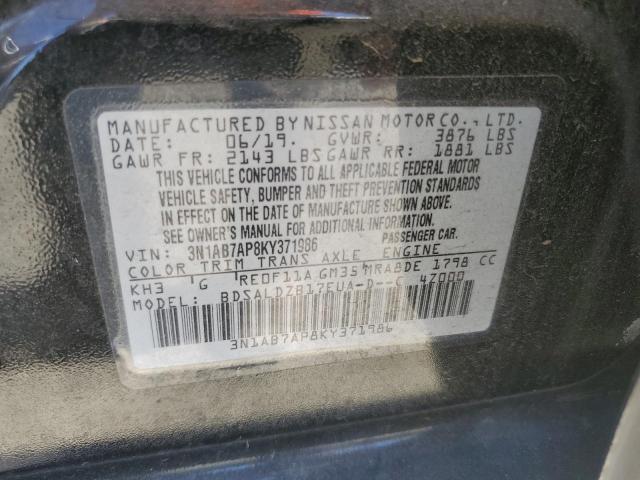 MANUFACTURED BY NISSAN MOTOR CO., LTD.
DATE: 06/19. GVWR: 3876 LBS
GAWR FR: 2143 LBS GAWR RR: 1881 LBS
THIS VEHICLE CONFORMS TO ALL APPLICABLE FEDERAL MOTOR
VEHICLE SAFETY, BUMPER AND THEFT PREVENTION STANDARDS
IN EFFECT ON THE DATE OF MANUFACTURE SHOWN ABOVE.
SEE OWNER'S MANUAL FOR ADDITIONAL INFORMATION
VIN: 3N1AB7AP8KY371986 PASSENGER CAR.
COLOR TRIM TRANS AXLE ENGINE
KH3 G RE0F11A GM35 MRA8DE 1798 CC
MODEL: BDSALDZB17EUA-D--C 4Z000
3N1AB7AP8KY371986